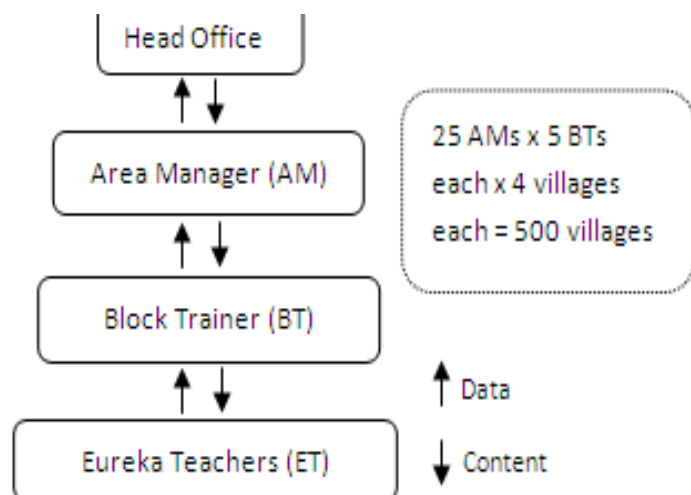 Head Office
Area Manager (AM)
25 AMs x 5 BTs
each x 4 villages
each = 500 villages
Block Trainer (BT)
Data
Eureka Teachers (ET)
Content